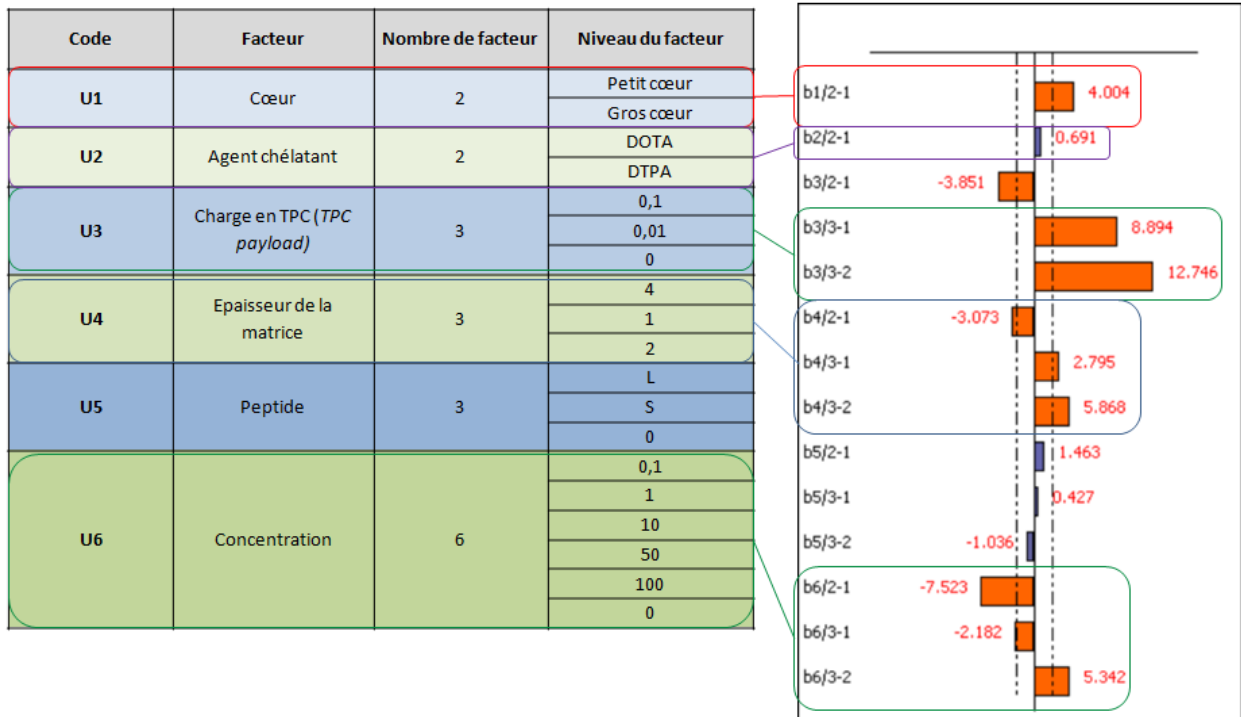 Code Facteur Nombre de facteur Niveau du facteur
U1 Cœur 2 Petit cœur
Gros cœur
U2 Agent chélatant 2 DOTA
DTPA
U3 Charge en TPC (TPC
payload) 3 0,1
0,01
0
U4 Epaisseur de la
matrice 3 4
1
2
U5 Peptide 3 L
S
0
U6 Concentration 6 0,1
1
10
50
100
0
b1/2-1 4.004
b2/2-1 0.691
b3/2-1 -3.851
b3/3-1 8.894
b3/3-2 12.746
b4/2-1 -3.073
b4/3-1 2.795
b4/3-2 5.868
b5/2-1 1.463
b5/3-1 0.427
b5/3-2 -1.036
b6/2-1 -7.523
b6/3-1 -2.182
b6/3-2 5.342